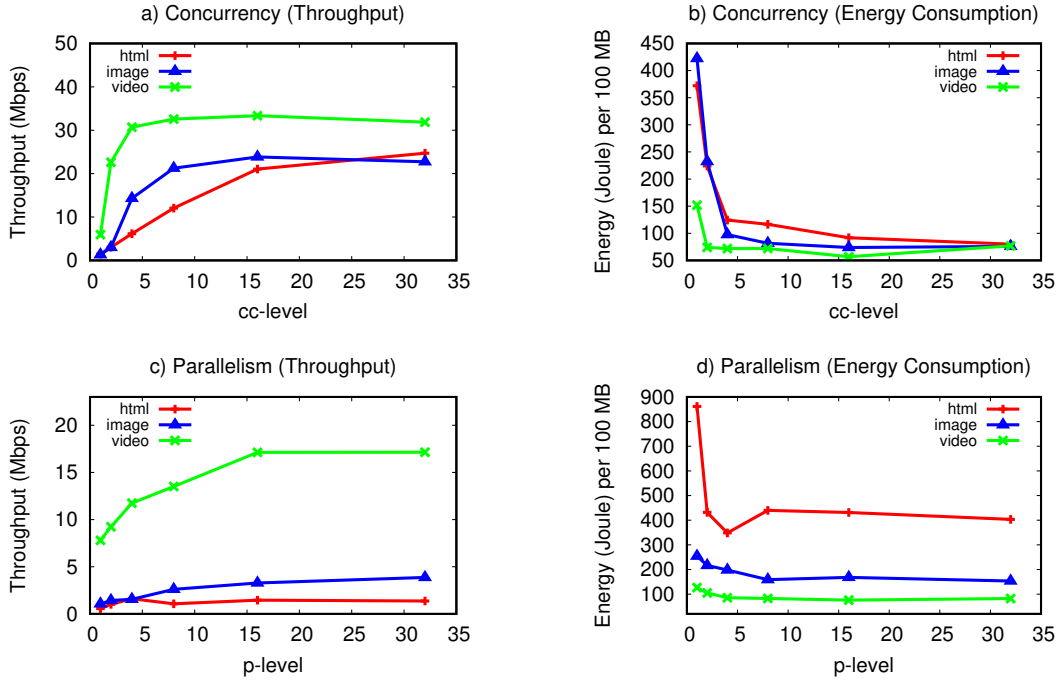 a) Concurrency (Throughput)
50
40
30
20
10
0
0 5 10 15 20 25 30 35
Throughput (Mbps)
cc-level
html
image
video
b) Concurrency (Energy Consumption)
450
400
350
300
250
200
150
100
50
0 5 10 15 20 25 30 35
Energy (Joule) per 100 MB
cc-level
html
image
video
c) Parallelism (Throughput)
20
15
10
5
0
0 5 10 15 20 25 30 35
Throughput (Mbps)
p-level
html
image
video
d) Parallelism (Energy Consumption)
900
800
700
600
500
400
300
200
100
0 5 10 15 20 25 30 35
Energy (Joule) per 100 MB
p-level
html
image
video